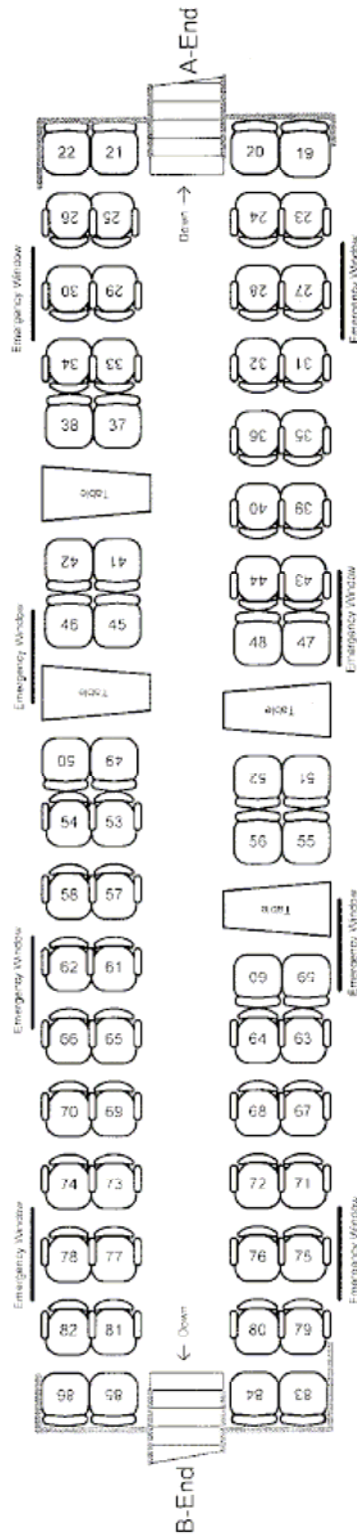 A-End
22 21
20 19
Down →
26 25
24 23
Emergency Window
Emergency Window
30 29
28 27
34 33
32 31
38 37
36 35
Table
40 39
42 41
44 43
Emergency Window
Emergency Window
46 45
48 47
Table
Table
50 49
52 51
54 53
56 55
58 57
Table
Emergency Window
Emergency Window
62 61
60 59
66 65
64 63
70 69
68 67
74 73
72 71
Emergency Window
Emergency Window
78 77
76 75
82 81
80 79
← Down
86 85
84 83
B-End